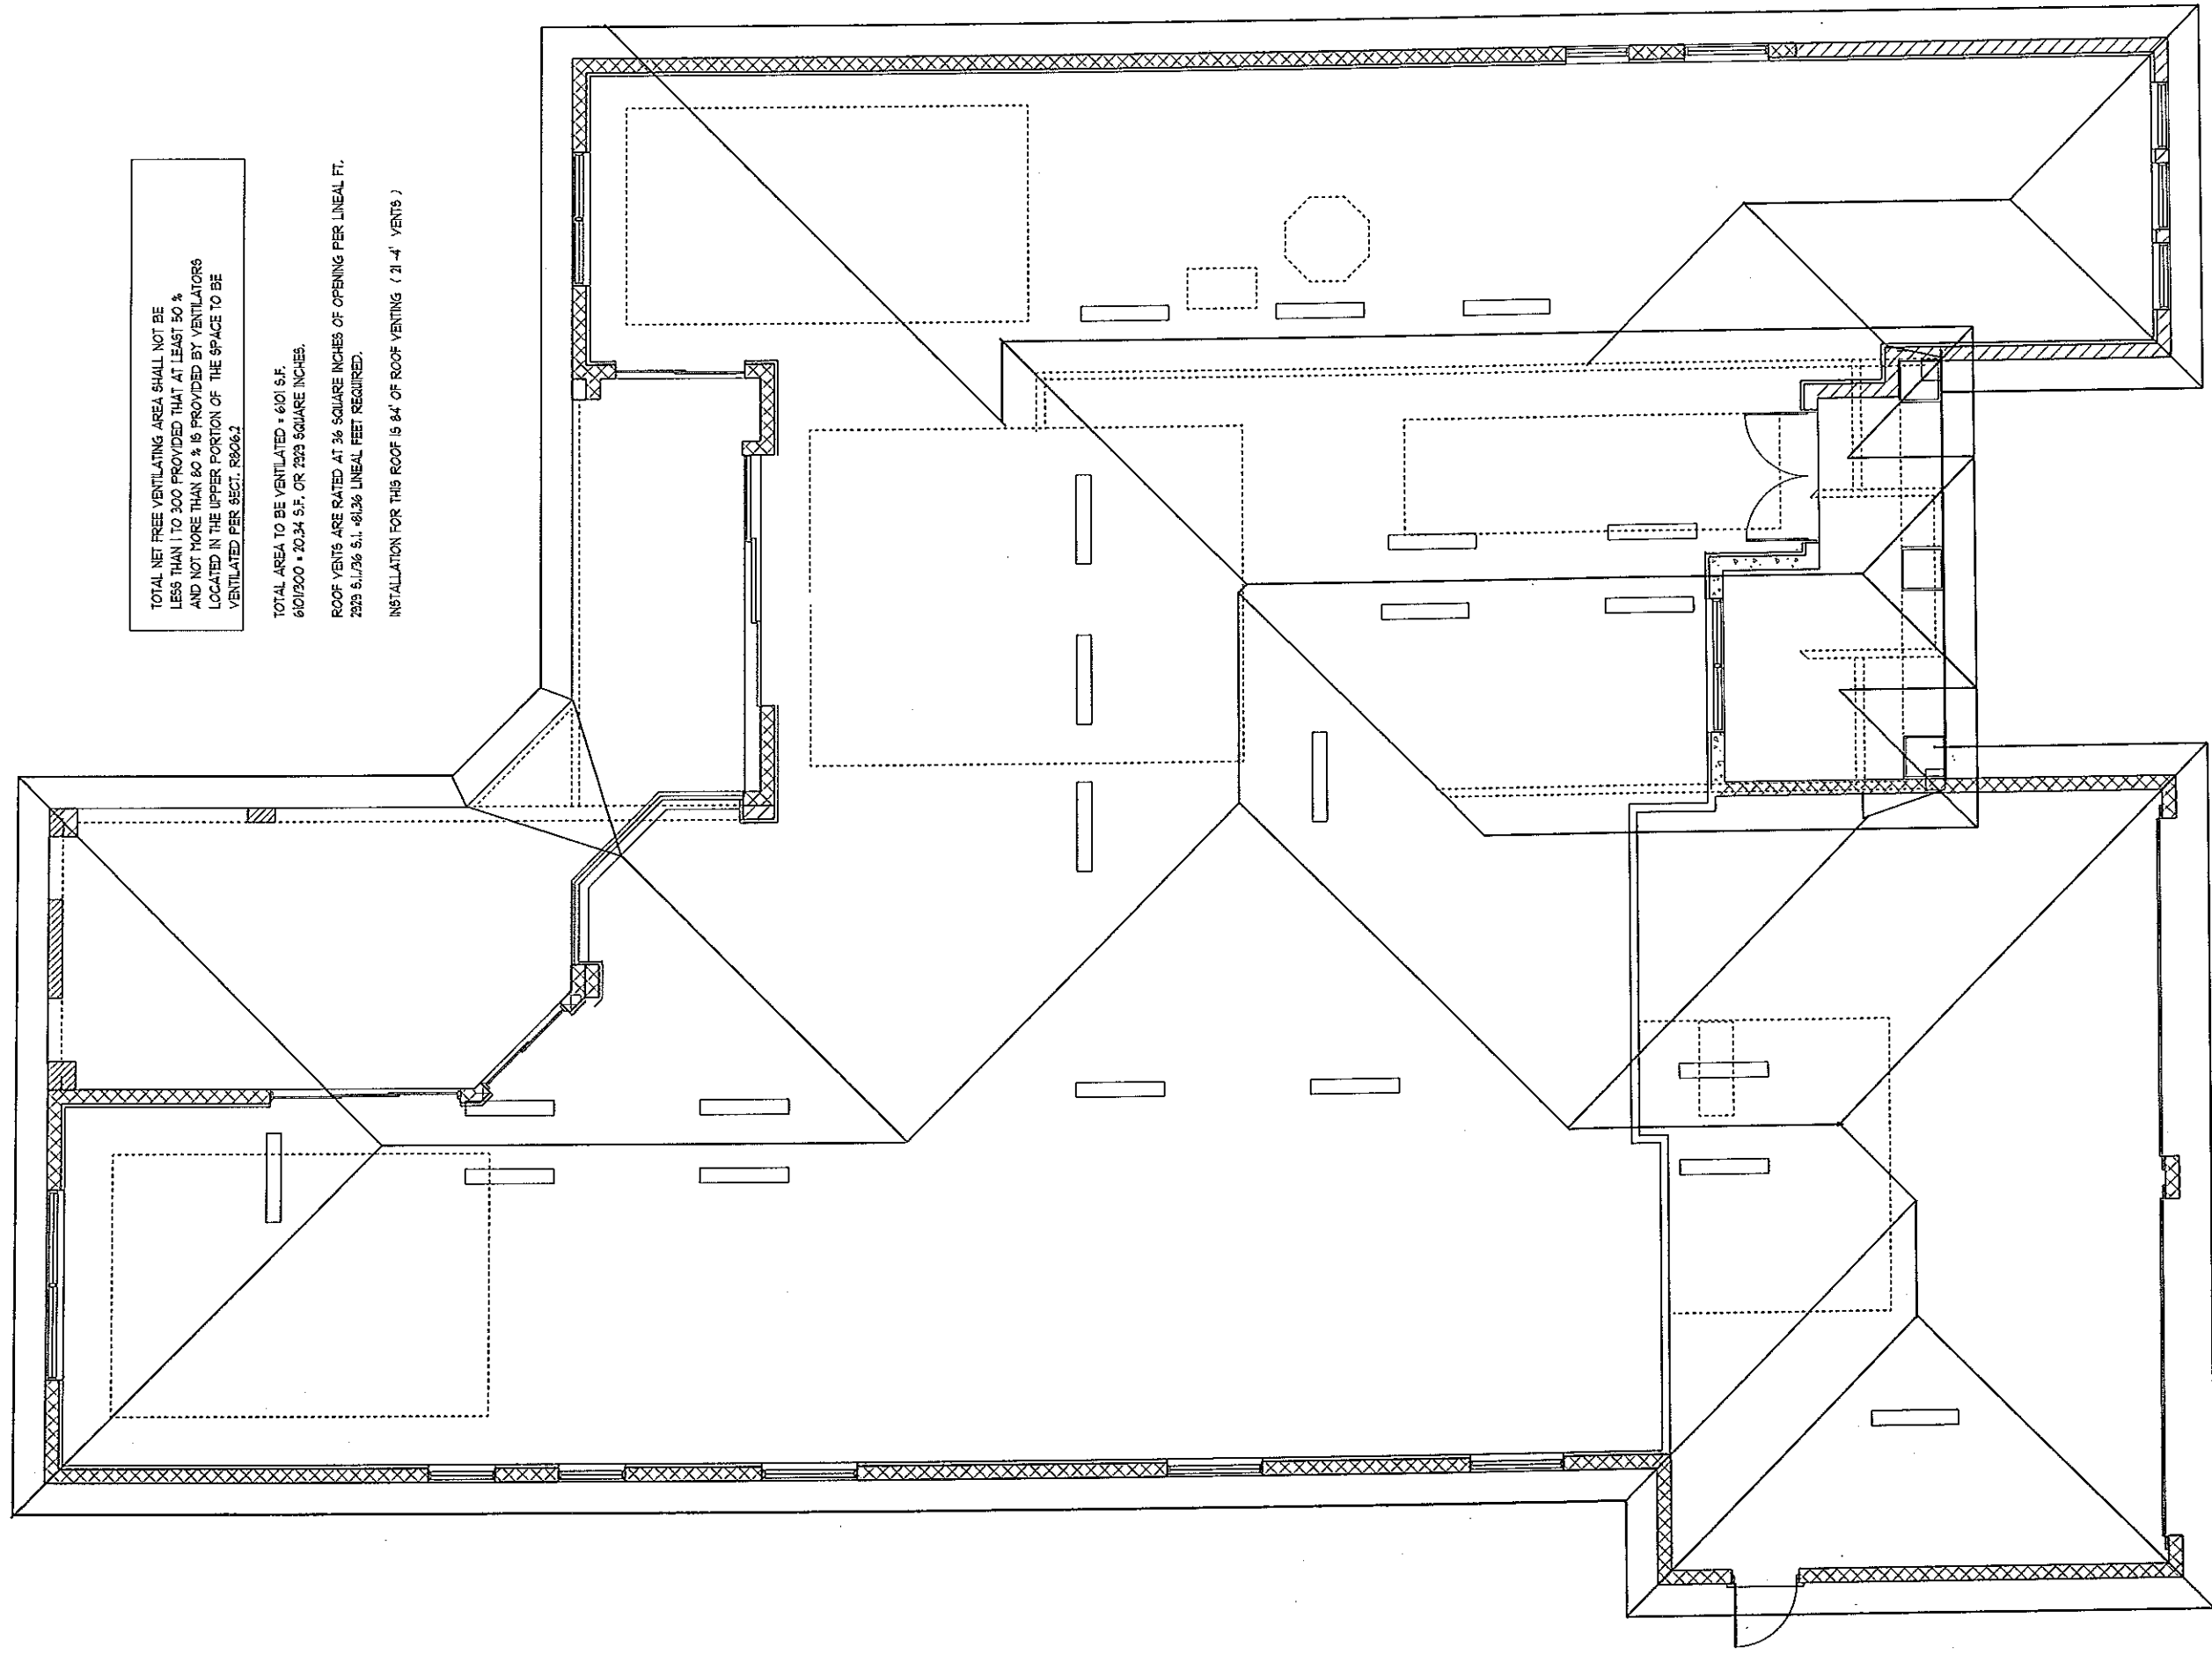 TOTAL NET FREE VENTILATING AREA SHALL NOT BE
LESS THAN 1 TO 300 PROVIDED THAT AT LEAST 50 %
AND NOT MORE THAN 80 % IS PROVIDED BY VENTILATORS
LOCATED IN THE UPPER PORTION OF THE SPACE TO BE
VENTILATED PER SECT. R806.2
TOTAL AREA TO BE VENTILATED = 6101 S.F.
6101/300 = 20.34 S.F. OR 2929 SQUARE INCHES.
ROOF VENTS ARE RATED AT 36 SQUARE INCHES OF OPENING PER LINEAL FT.
2929 S.I./36 S.I. =81.36 LINEAL FEET REQUIRED.
INSTALLATION FOR THIS ROOF IS 84' OF ROOF VENTING ( 21 -4' VENTS )